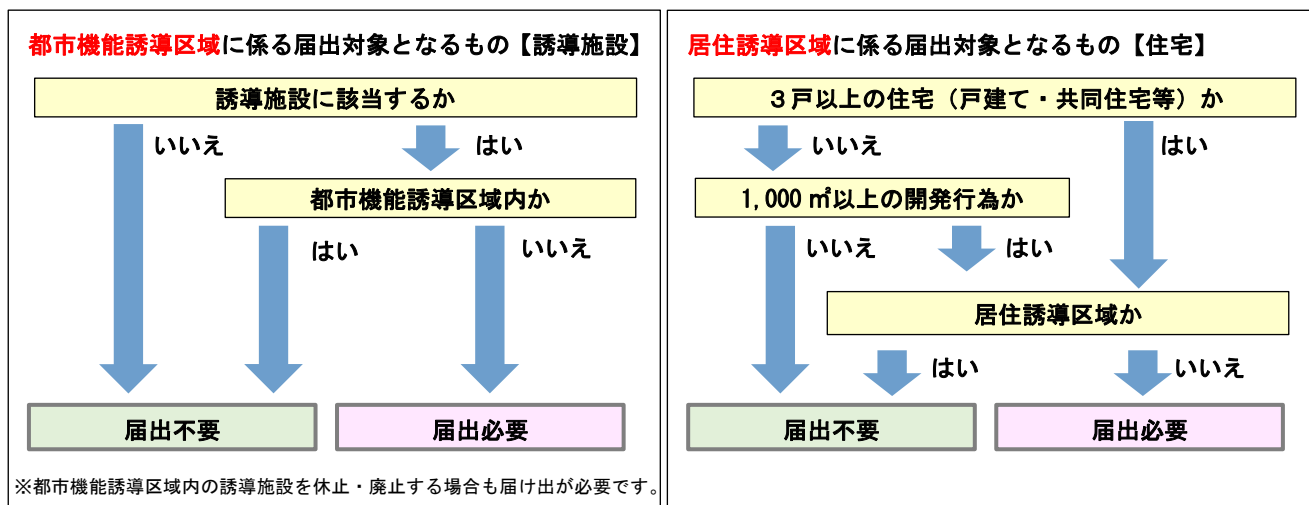 都市機能誘導区域に係る届出対象となるもの【誘導施設】
誘導施設に該当するか
いいえ
はい
都市機能誘導区域内か
はい
いいえ
届出不要
届出必要
※都市機能誘導区域内の誘導施設を休止・廃止する場合も届け出が必要です。
居住誘導区域に係る届出対象となるもの【住宅】
３戸以上の住宅（戸建て・共同住宅等）か
いいえ
はい
1,000 ㎡以上の開発行為か
いいえ
はい
居住誘導区域か
はい
いいえ
届出不要
届出必要